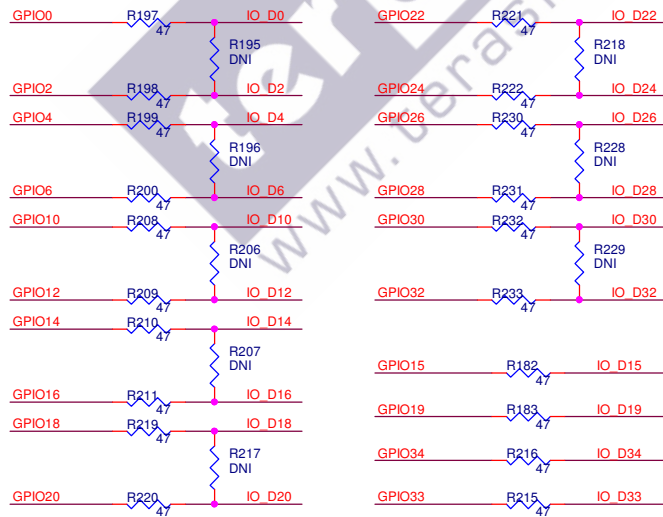 GPIO0 R197 47 IO_D0
R195
DNI
GPIO2 R198 47 IO_D2
GPIO4 R199 47 IO_D4
R196
DNI
GPIO6 R200 47 IO_D6
GPIO10 R208 47 IO_D10
R206
DNI
GPIO12 R209 47 IO_D12
GPIO14 R210 47 IO_D14
R207
DNI
GPIO16 R211 47 IO_D16
GPIO18 R219 47 IO_D18
R217
DNI
GPIO20 R220 47 IO_D20
GPIO22 R221 47 IO_D22
R218
DNI
GPIO24 R222 47 IO_D24
GPIO26 R230 47 IO_D26
R228
DNI
GPIO28 R231 47 IO_D28
GPIO30 R232 47 IO_D30
R229
DNI
GPIO32 R233 47 IO_D32
GPIO15 R182 47 IO_D15
GPIO19 R183 47 IO_D19
GPIO34 R216 47 IO_D34
GPIO33 R215 47 IO_D33
www.teras